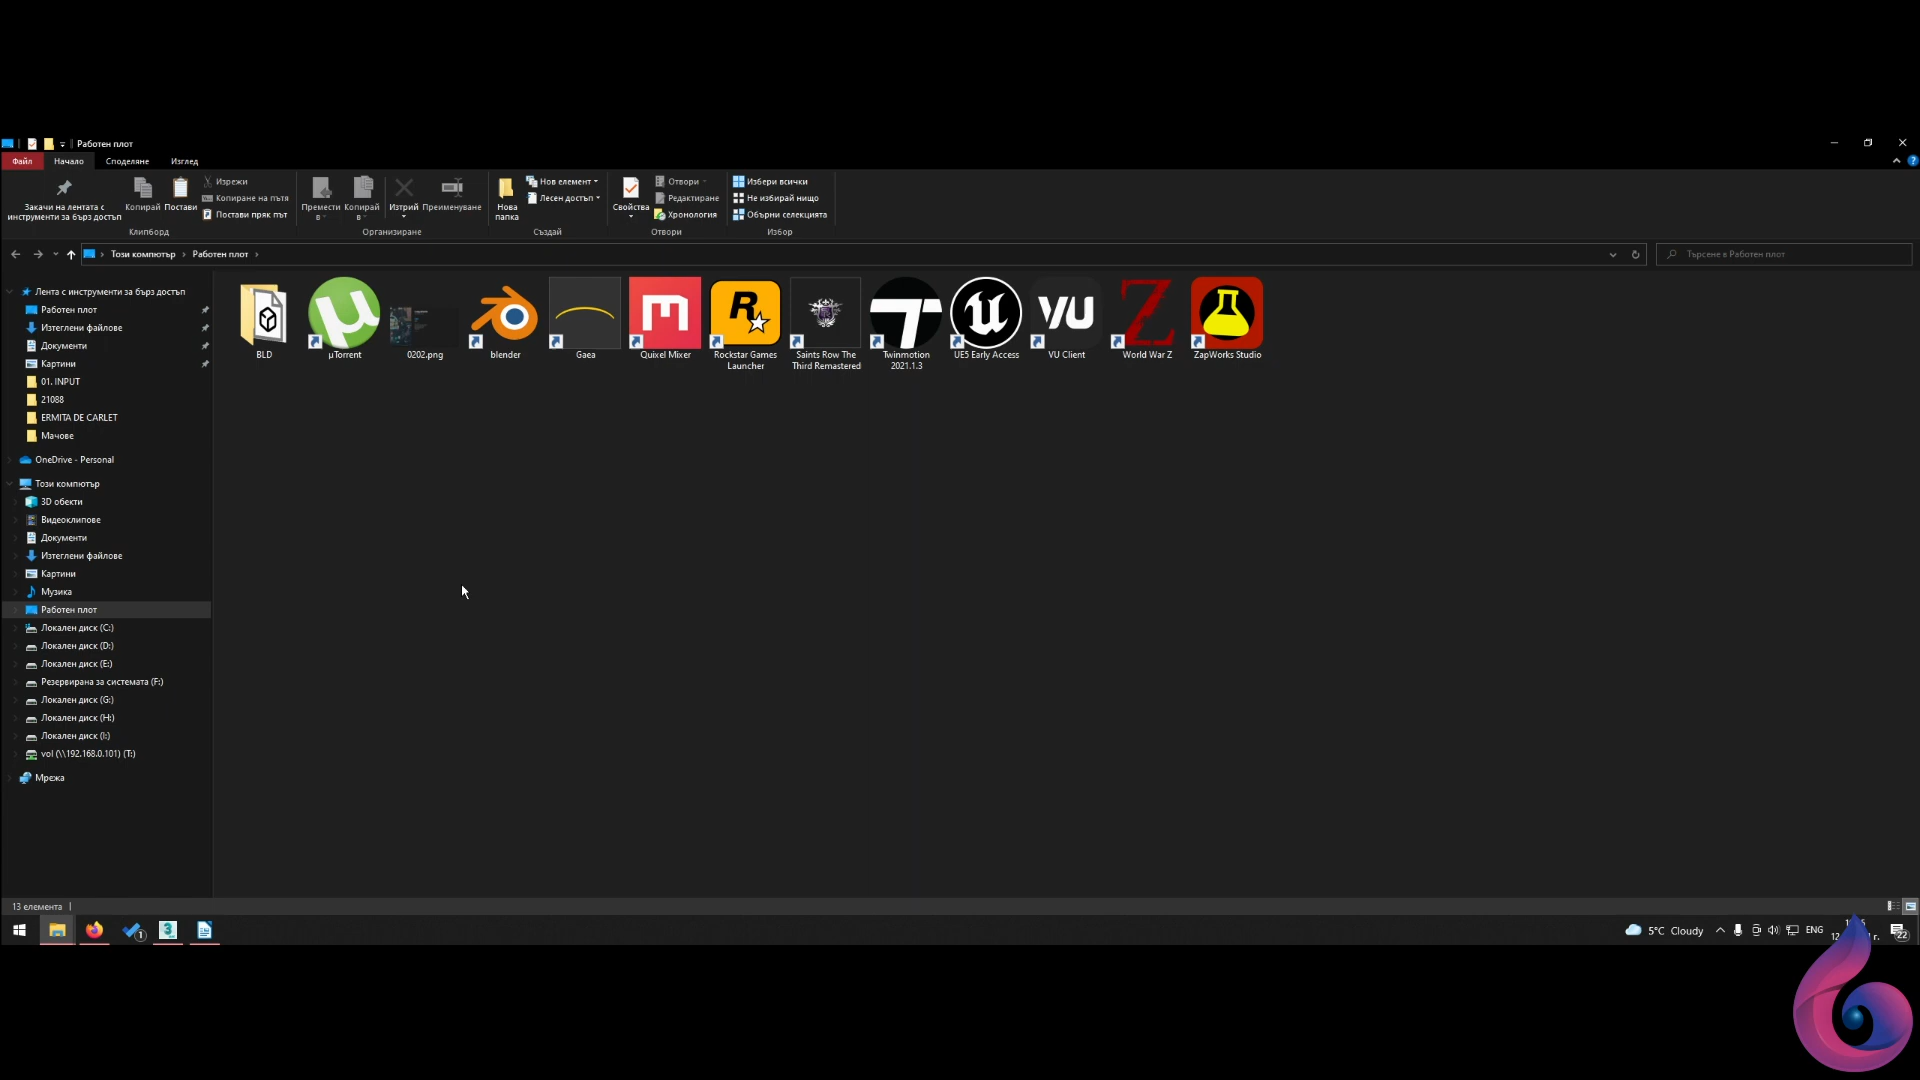 Работен плот
Файл Начало Споделяне Изглед
Закачи на лентата с
инструменти за бърз достъп
Копирай
Постави
Изрежи
Копиране на пътя
Постави пряк път
Клипборд
Премести
в
Копирай
в
Изтрий
Преименуване
Организиране
Нова
папка
Нов елемент
Лесен достъп
Създай
Свойства
Отвори
Редактиране
Хронология
Отвори
Избери всички
Не избирай нищо
Обърни селекцията
Избор
Този компютър › Работен плот ›
Търсене в Работен плот
Лента с инструменти за бърз достъп
Работен плот
Изтеглени файлове
Документи
Картини
01. INPUT
21088
ERMITA DE CARLET
Мачове
OneDrive - Personal
Този компютър
3D обекти
Видеоклипове
Документи
Изтеглени файлове
Картини
Музика
Работен плот
Локален диск (C:)
Локален диск (D:)
Локален диск (E:)
Резервирана за системата (F:)
Локален диск (G:)
Локален диск (H:)
Локален диск (I:)
vol (\\192.168.0.101) (T:)
Мрежа
BLD
µTorrent
0202.png
blender
Gaea
Quixel Mixer
Rockstar Games
Launcher
Saints Row The
Third Remastered
Twinmotion
2021.1.3
UE5 Early Access
VU
VU Client
World War Z
ZapWorks Studio
13 елемента
5°C Cloudy
ENG
22